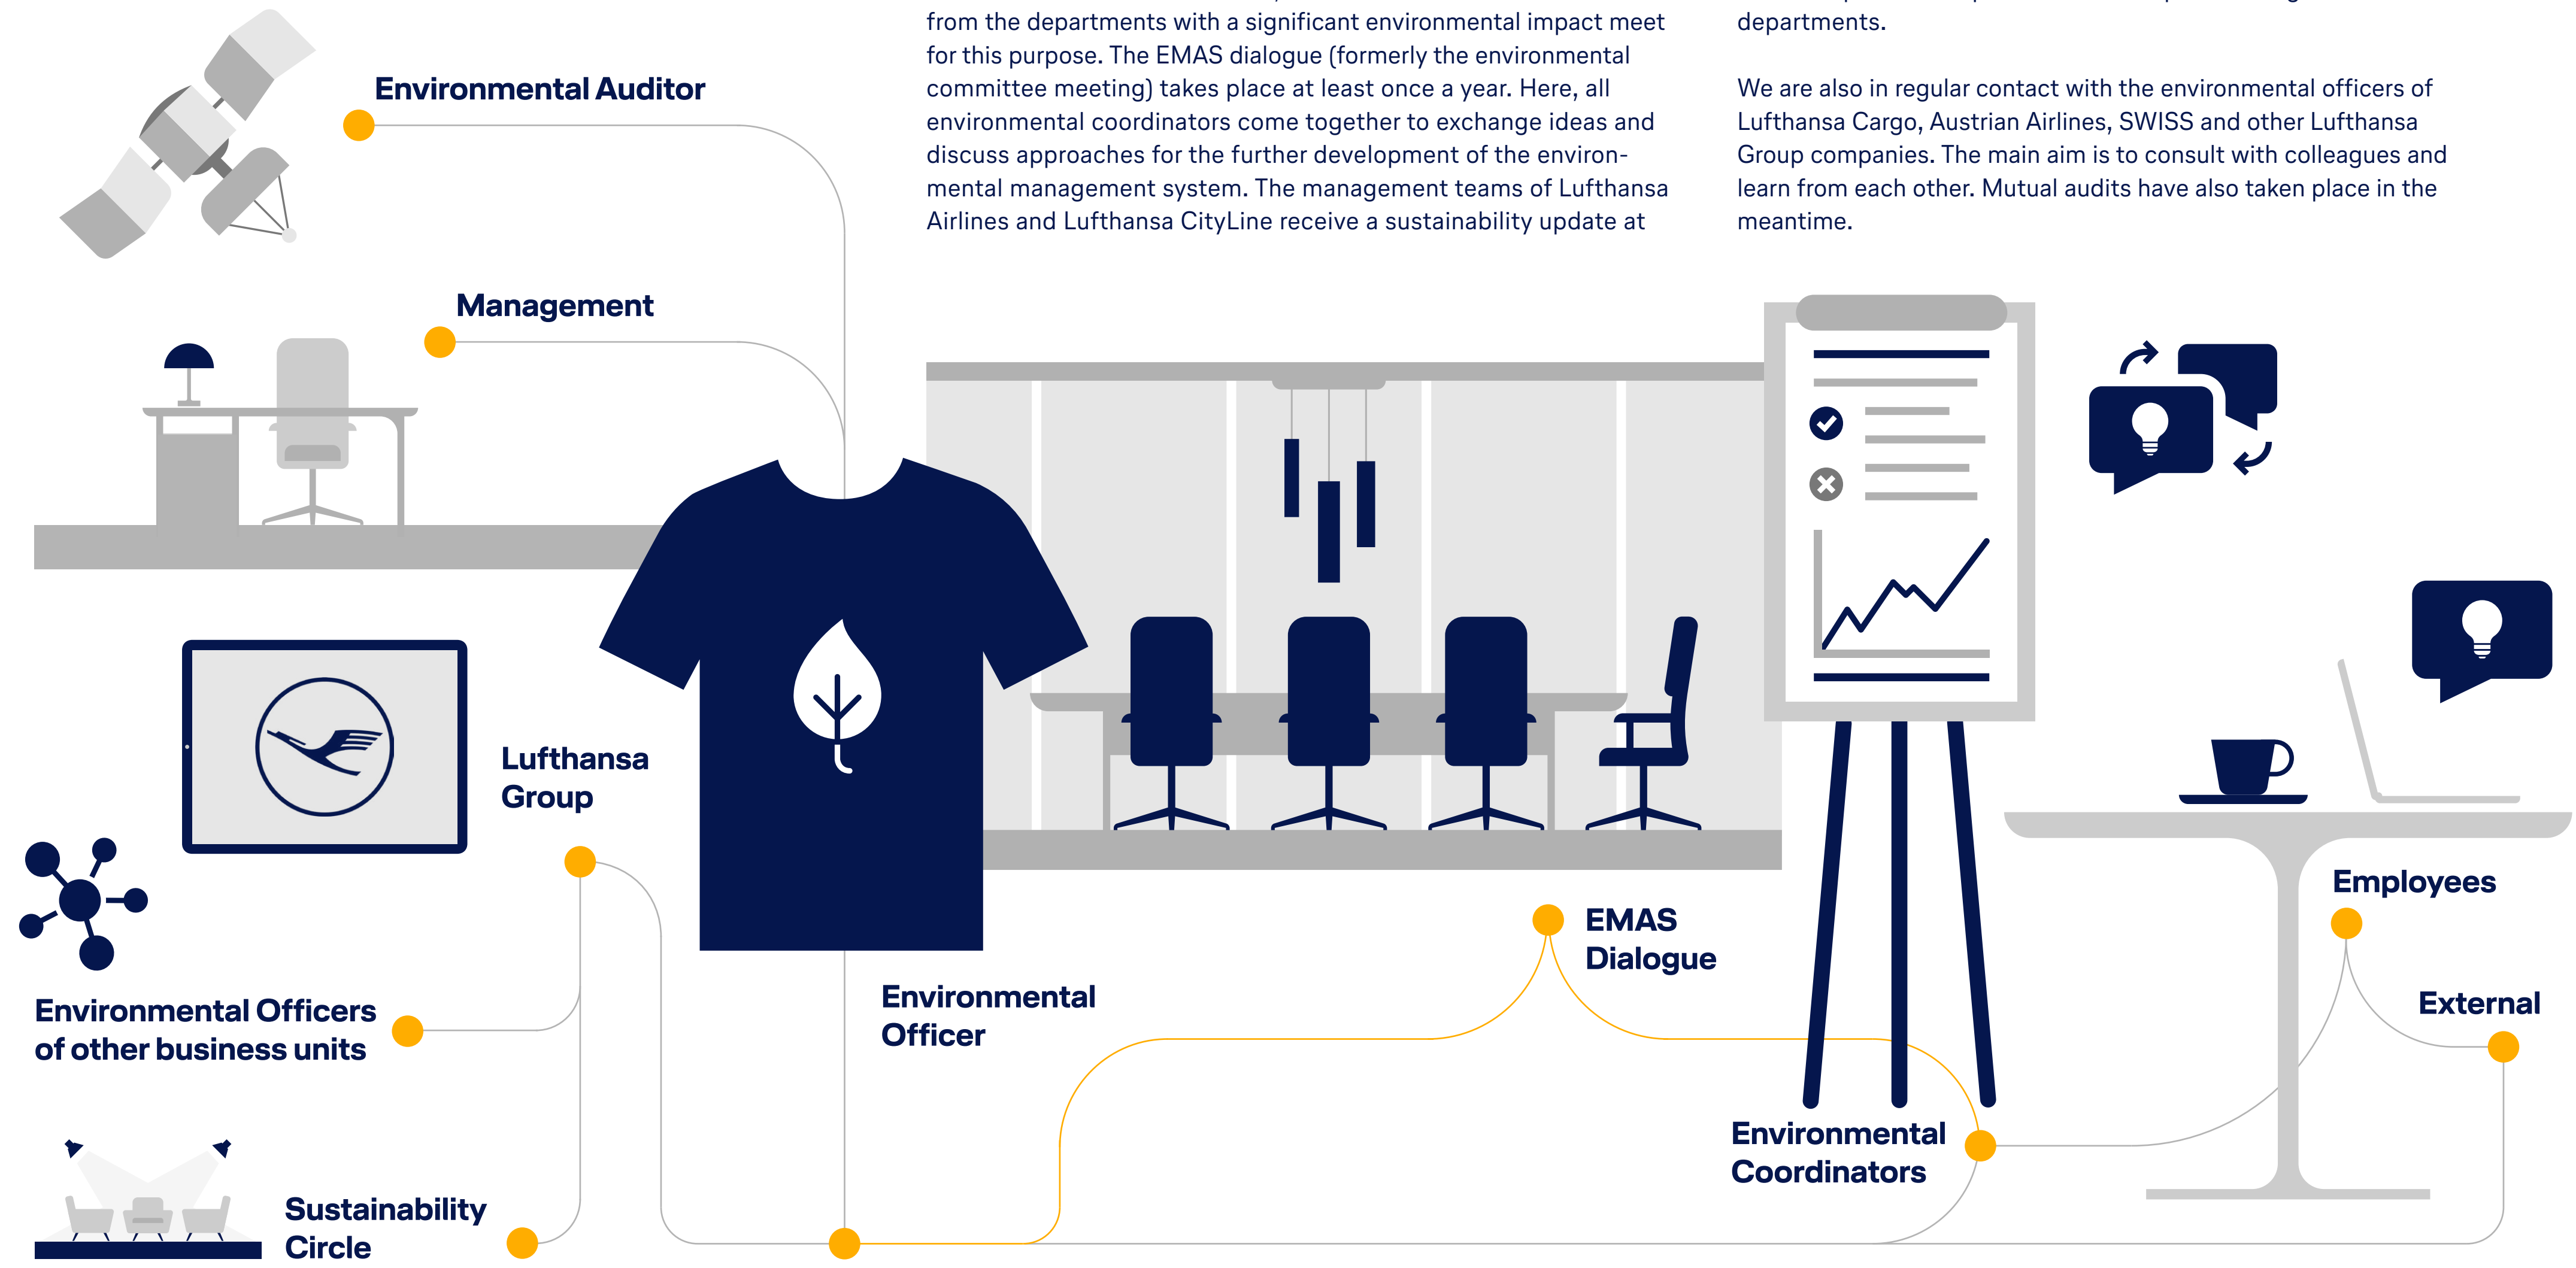 from the departments with a significant environmental impact meet
for this purpose. The EMAS dialogue (formerly the environmental
committee meeting) takes place at least once a year. Here, all
environmental coordinators come together to exchange ideas and
discuss approaches for the further development of the environ-
mental management system. The management teams of Lufthansa
Airlines and Lufthansa CityLine receive a sustainability update at
departments.
We are also in regular contact with the environmental officers of
Lufthansa Cargo, Austrian Airlines, SWISS and other Lufthansa
Group companies. The main aim is to consult with colleagues and
learn from each other. Mutual audits have also taken place in the
meantime.
Environmental Auditor
Management
Lufthansa
Group
Environmental Officers
of other business units
Sustainability
Circle
Environmental
Officer
EMAS
Dialogue
Environmental
Coordinators
Employees
External